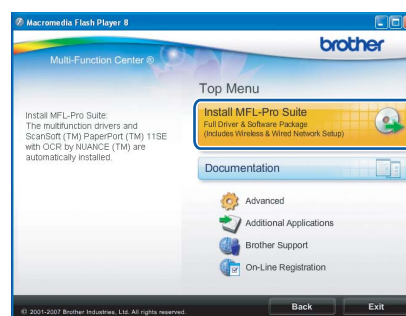 Macromedia Flash Player 8
brother
Multi-Function Center ®
Top Menu
Install MFL-Pro Suite:
The multifunction drivers and
ScanSoft (TM) PaperPort (TM) 11SE
with OCR by NUANCE (TM) are
automatically installed.
Install MFL-Pro Suite
Full Driver & Software Package
(Includes Wireless & Wired Network Setup)
Documentation
Advanced
Additional Applications
Brother Support
On-Line Registration
© 2001-2007 Brother Industries, Ltd. All rights reserved.
Back
Exit